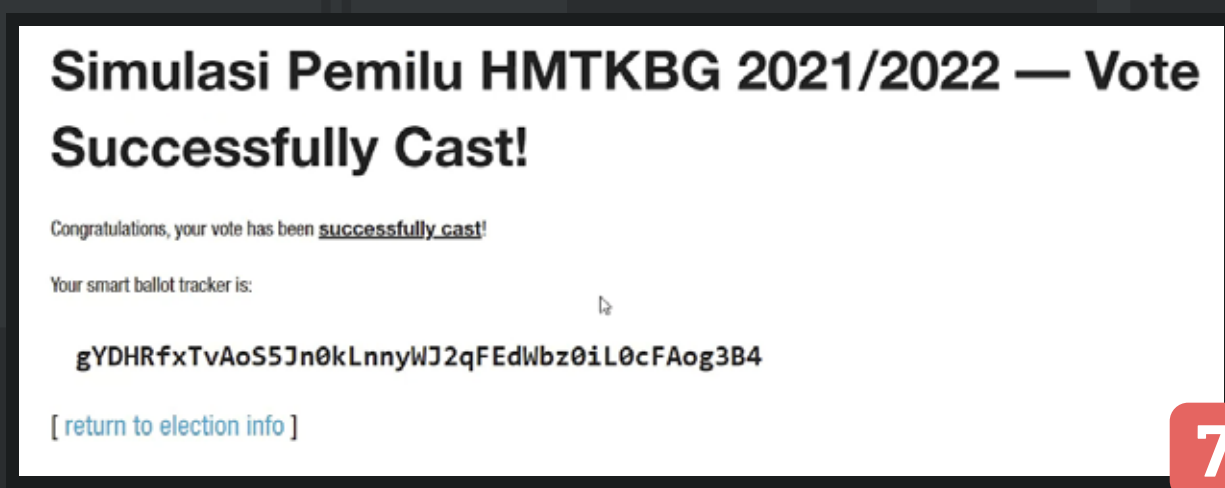 Simulasi Pemilu HMTKBG 2021/2022 — Vote
Successfully Cast!
Congratulations, your vote has been successfully cast!
Your smart ballot tracker is:
gYDHRfxTvAoS5Jn0kLnnyWJ2qFEdWbz0iL0cFAog3B4
[ return to election info ]
7